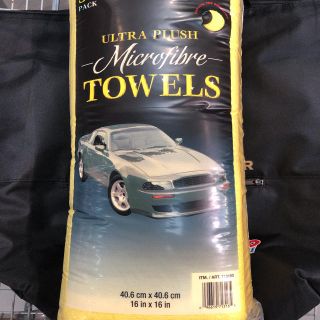 PACK
ULTRA PLUSH
Microfibre
TOWELS
40.6 cm x 40.6 cm
16 in x 16 in